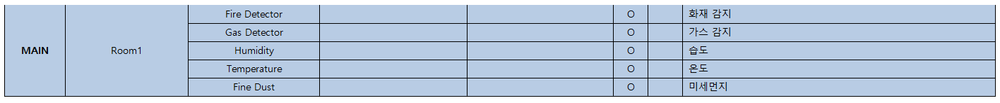 Fire Detector O 화재 감지
Gas Detector O 가스 감지
MAIN Room1 Humidity O 습도
Temperature O 온도
Fine Dust O 미세먼지